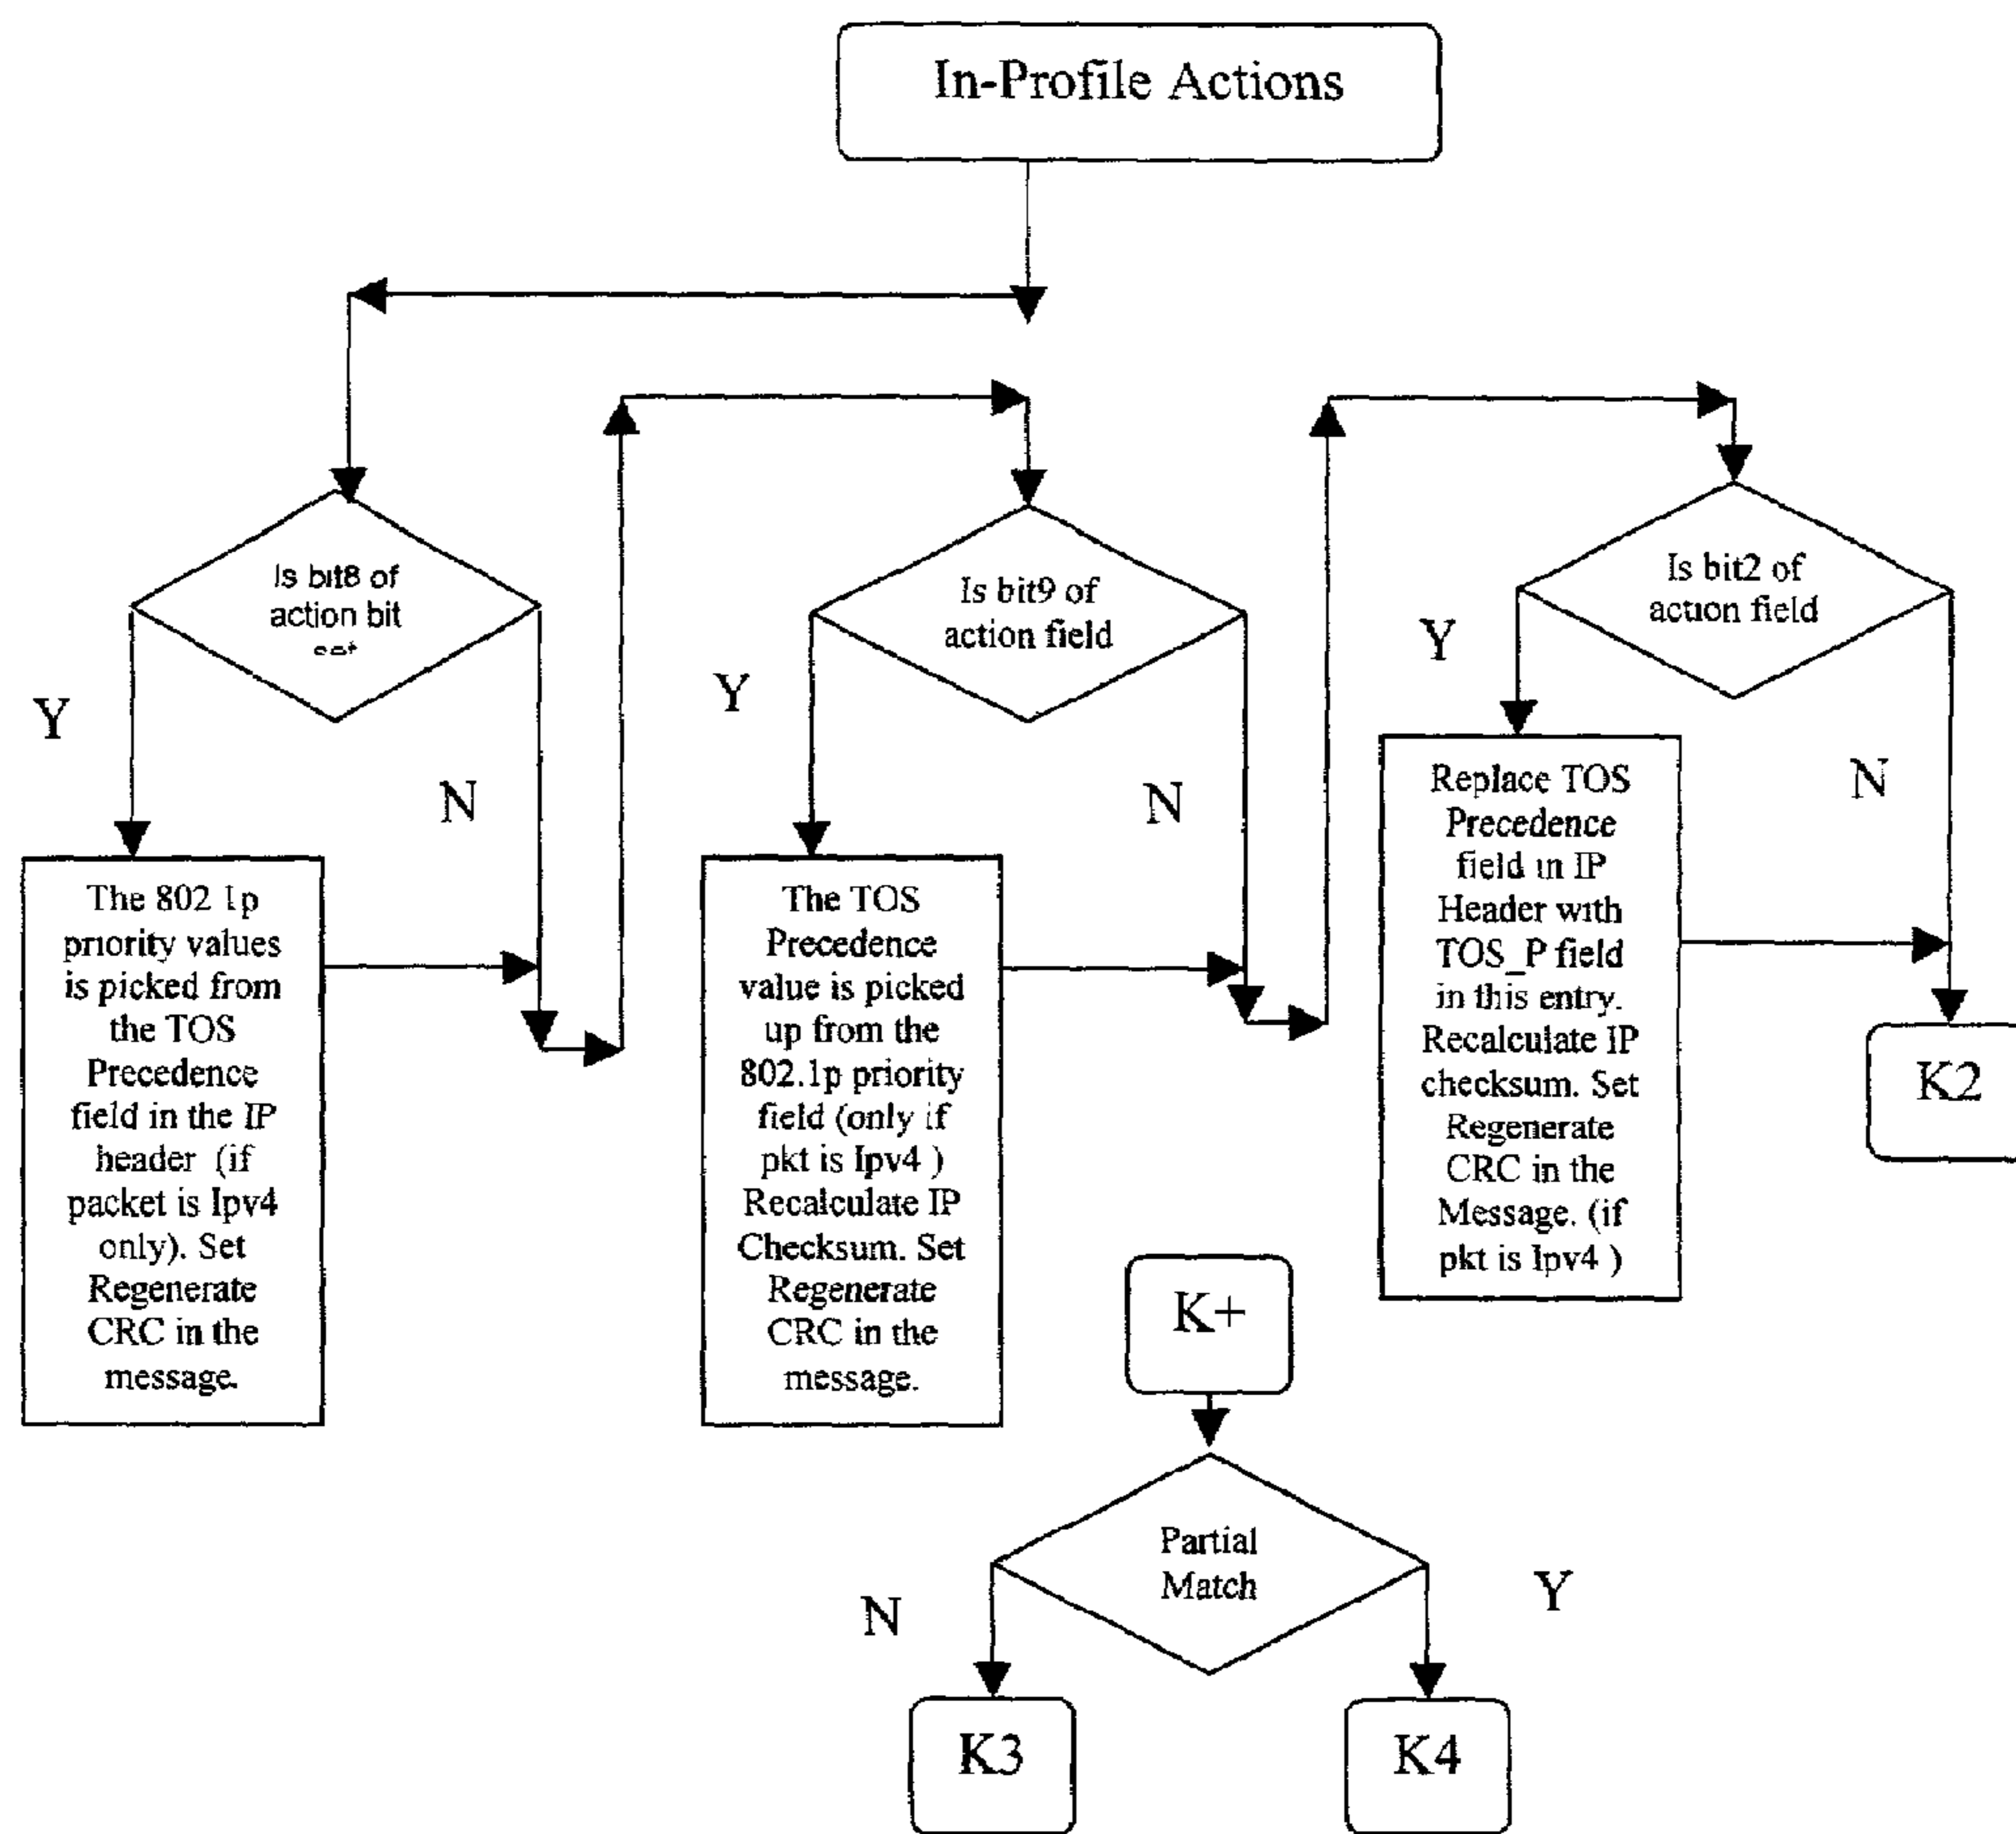 In-Profile Actions
Is bit8 of
action bit
set
Y
N
The 802 1p
priority values
is picked from
the TOS
Precedence
field in the IP
header (if
packet is Ipv4
only). Set
Regenerate
CRC in the
message.
Is bit9 of
action field
Y
N
The TOS
Precedence
value is picked
up from the
802.1p priority
field (only if
pkt is Ipv4 )
Recalculate IP
Checksum. Set
Regenerate
CRC in the
message.
Is bit2 of
action field
Y
N
Replace TOS
Precedence
field in IP
Header with
TOS_P field
in this entry.
Recalculate IP
checksum. Set
Regenerate
CRC in the
Message. (if
pkt is Ipv4 )
K2
K+
Partial
Match
N
Y
K3
K4